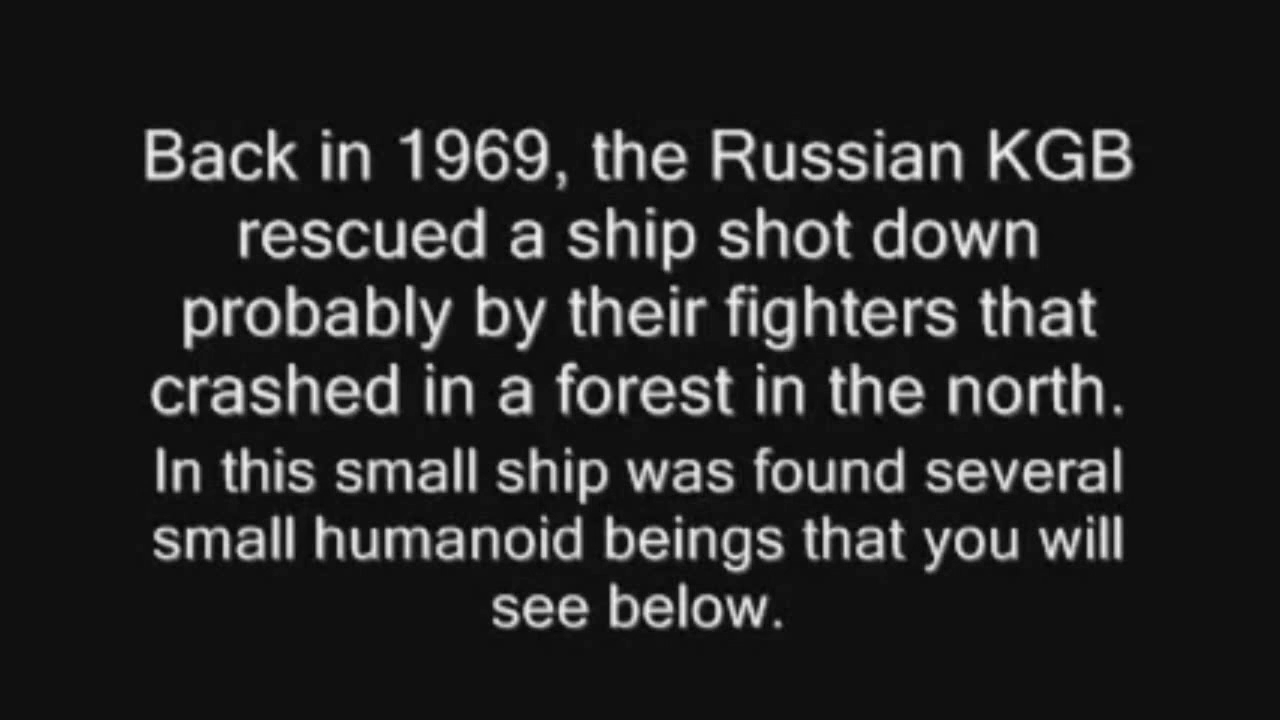 Back in 1969, the Russian KGB
rescued a ship shot down
probably by their fighters that
crashed in a forest in the north.
In this small ship was found several
small humanoid beings that you will
see below.